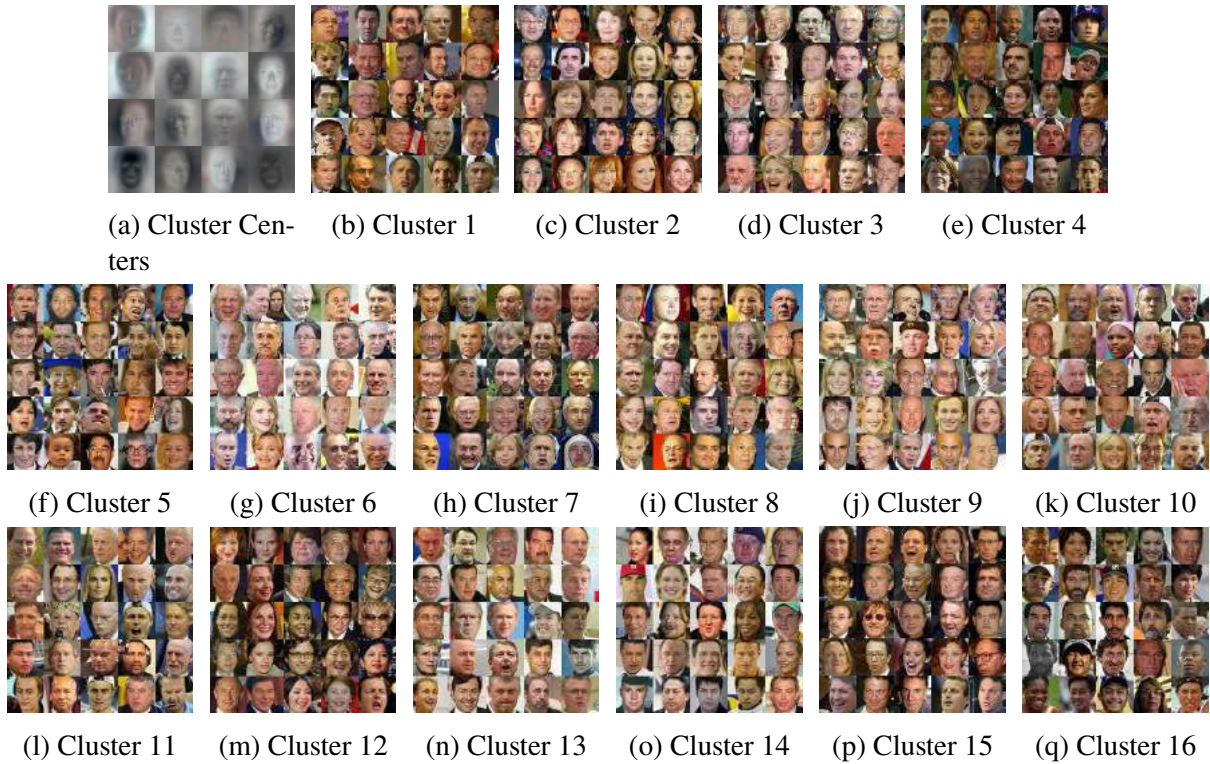 (a) Cluster Cen-
ters
(b) Cluster 1
(c) Cluster 2
(d) Cluster 3
(e) Cluster 4
(f) Cluster 5
(g) Cluster 6
(h) Cluster 7
(i) Cluster 8
(j) Cluster 9
(k) Cluster 10
(l) Cluster 11
(m) Cluster 12
(n) Cluster 13
(o) Cluster 14
(p) Cluster 15
(q) Cluster 16